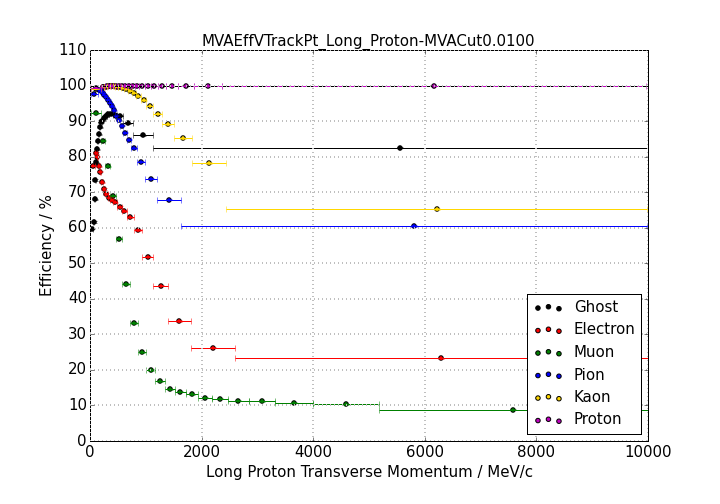 MVAEffVTrackPt_Long_Proton-MVACut0.0100
110
100
90
80
70
60
50
40
30
20
10
0
Efficiency / %
Ghost
Electron
Muon
Pion
Kaon
Proton
0 2000 4000 6000 8000 10000
Long Proton Transverse Momentum / MeV/c